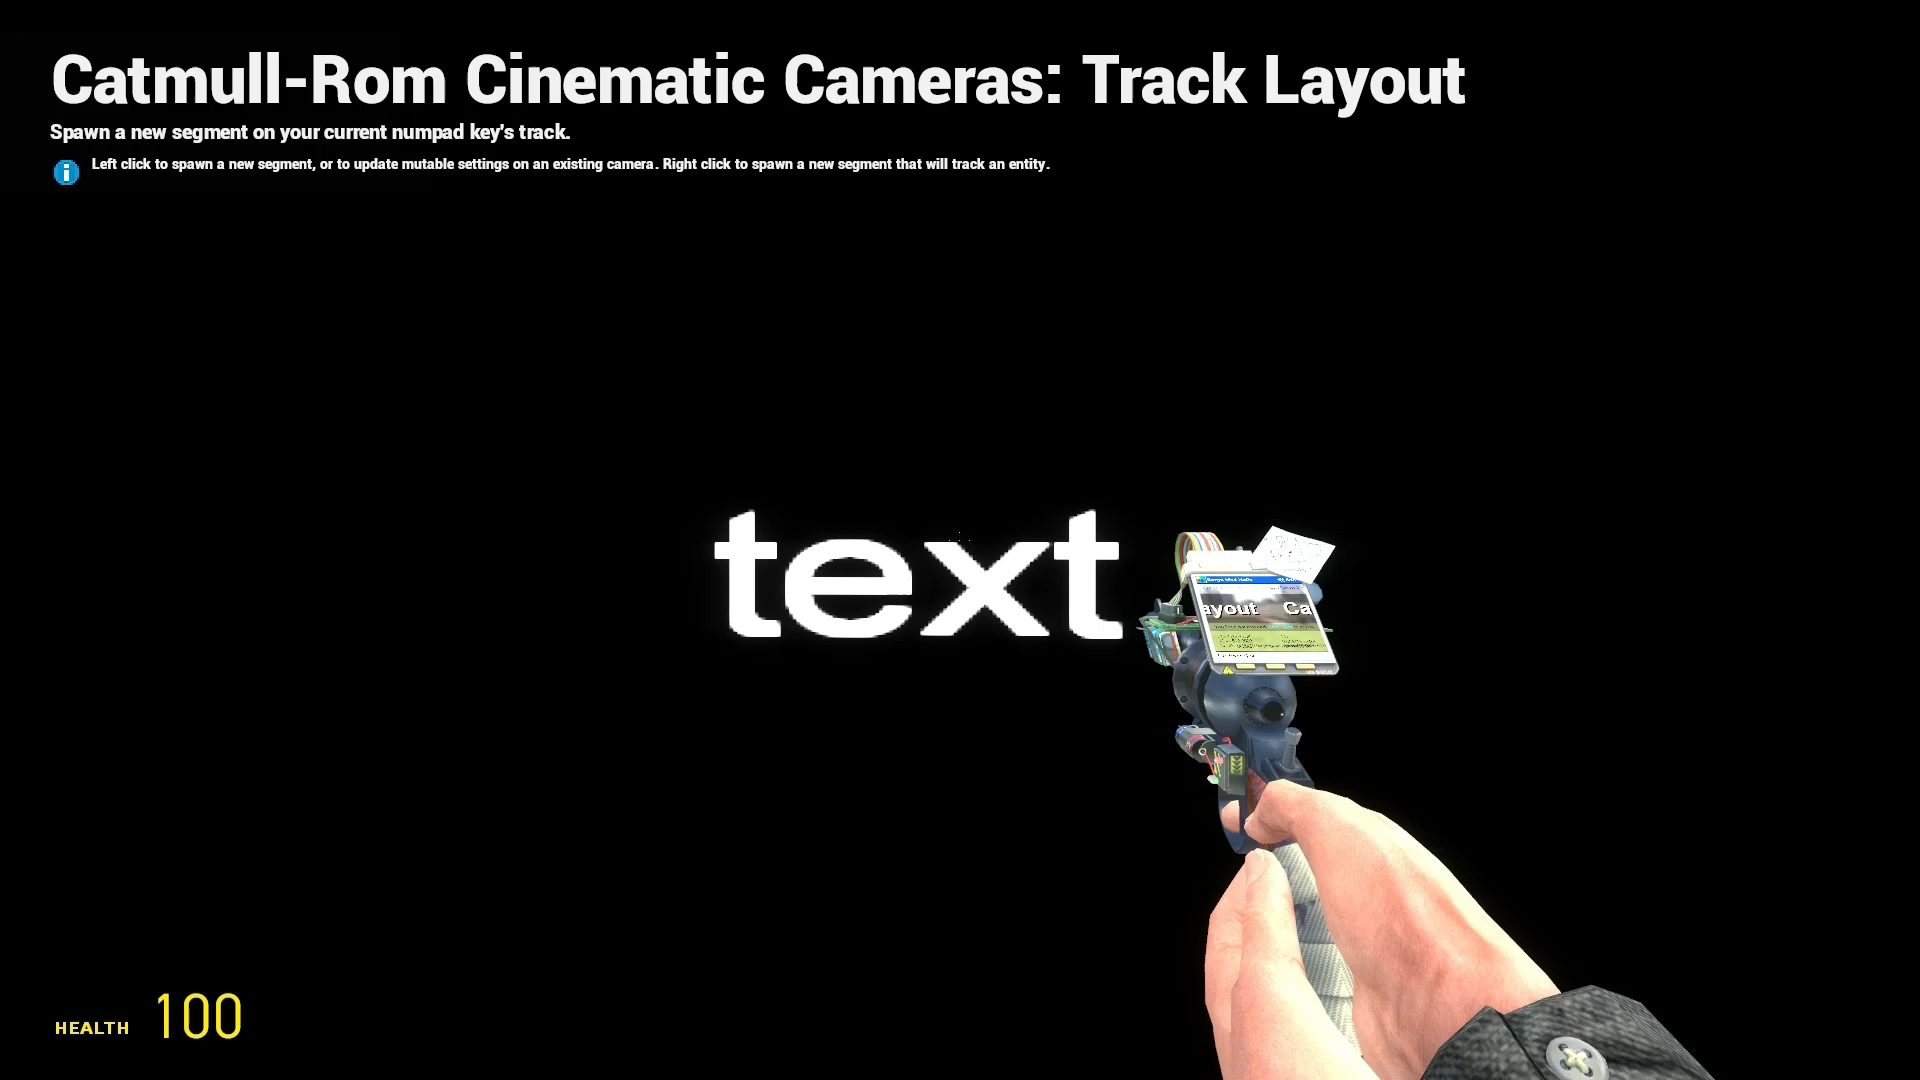 Catmull-Rom Cinematic Cameras: Track Layout
Spawn a new segment on your current numpad key's track.
Left click to spawn a new segment, or to update mutable settings on an existing camera. Right click to spawn a new segment that will track an entity.
text
ayout Ca
HEALTH 100